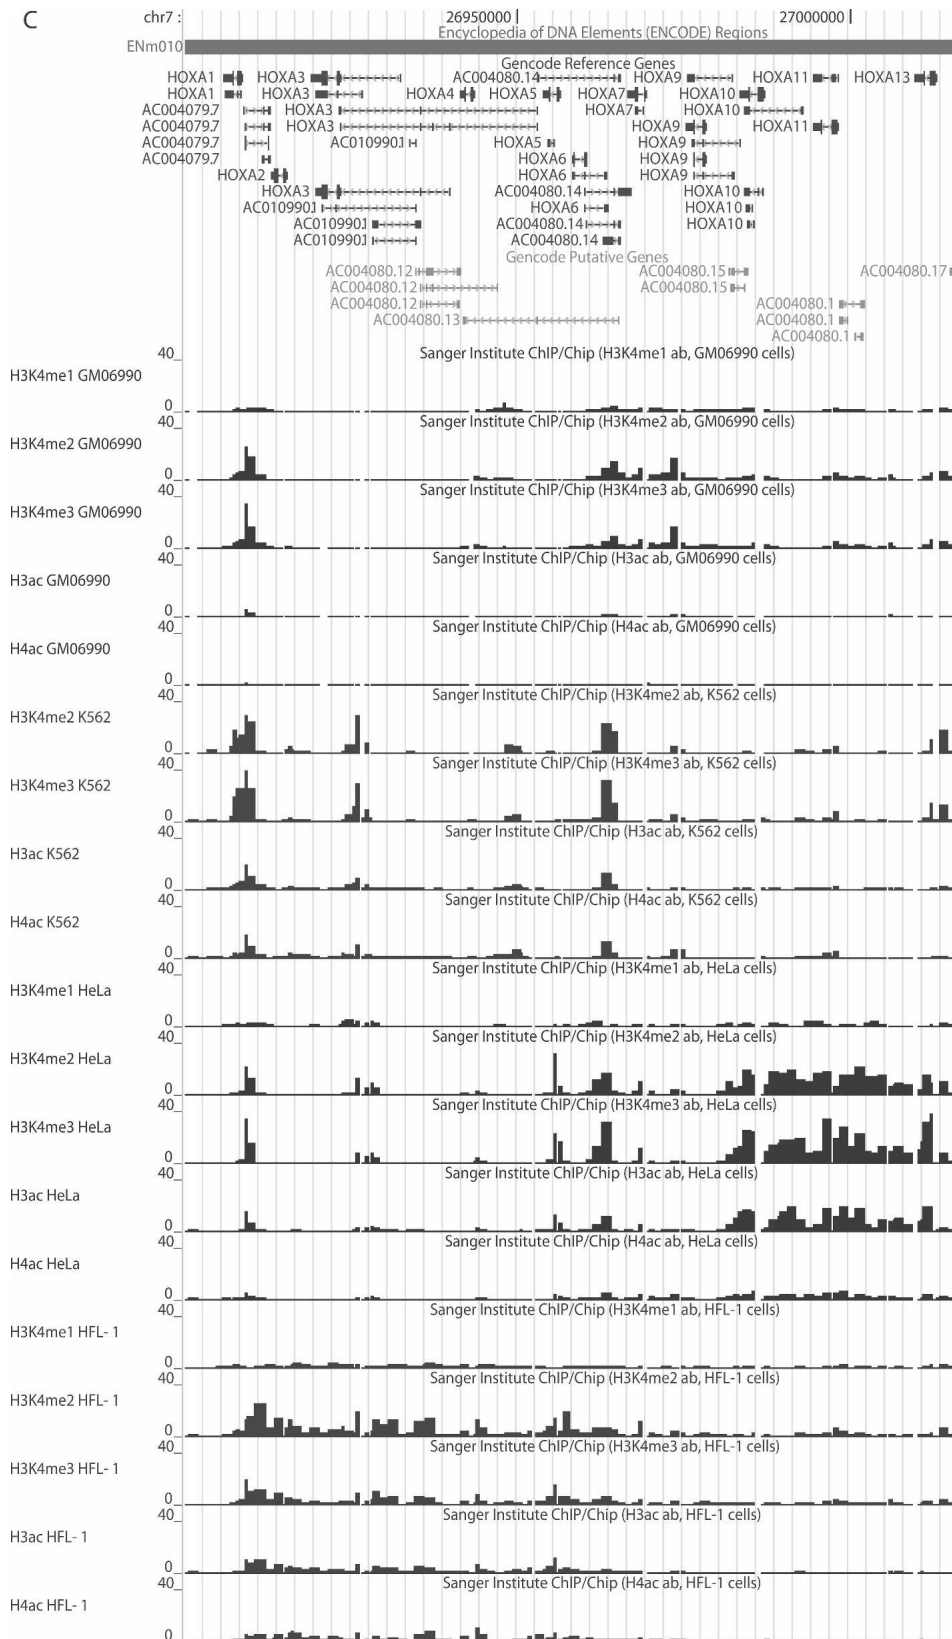 C
chr7 : 26950000 27000000
Encyclopedia of DNA Elements (ENCODE) Regions
ENm010
Gencode Reference Genes
HOXA1 HOXA3 AC004080.14 HOXA9 HOXA11 HOXA13
HOXA1 HOXA3 HOXA4 HOXA5 HOXA7 HOXA10
AC004079.7 HOXA3 HOXA7 HOXA10
AC004079.7 HOXA3 HOXA9 HOXA11
AC004079.7 AC010990.1 HOXA5 HOXA9
AC004079.7 HOXA6 HOXA9
HOXA2 HOXA6 HOXA9
HOXA3 AC004080.14 HOXA10
AC010990.1 HOXA6 HOXA10
AC010990.1 AC004080.14 HOXA10
AC010990.1 AC004080.14
Gencode Putative Genes
AC004080.12 AC004080.15 AC004080.17
AC004080.12 AC004080.15
AC004080.12 AC004080.1
AC004080.13 AC004080.1
AC004080.1
Sanger Institute ChIP/Chip (H3K4me1 ab, GM06990 cells)
40
H3K4me1 GM06990
0
Sanger Institute ChIP/Chip (H3K4me2 ab, GM06990 cells)
40
H3K4me2 GM06990
0
Sanger Institute ChIP/Chip (H3K4me3 ab, GM06990 cells)
40
H3K4me3 GM06990
0
Sanger Institute ChIP/Chip (H3ac ab, GM06990 cells)
40
H3ac GM06990
0
Sanger Institute ChIP/Chip (H4ac ab, GM06990 cells)
40
H4ac GM06990
0
Sanger Institute ChIP/Chip (H3K4me2 ab, K562 cells)
40
H3K4me2 K562
0
Sanger Institute ChIP/Chip (H3K4me3 ab, K562 cells)
40
H3K4me3 K562
0
Sanger Institute ChIP/Chip (H3ac ab, K562 cells)
40
H3ac K562
0
Sanger Institute ChIP/Chip (H4ac ab, K562 cells)
40
H4ac K562
0
Sanger Institute ChIP/Chip (H3K4me1 ab, HeLa cells)
40
H3K4me1 HeLa
0
Sanger Institute ChIP/Chip (H3K4me2 ab, HeLa cells)
40
H3K4me2 HeLa
0
Sanger Institute ChIP/Chip (H3K4me3 ab, HeLa cells)
40
H3K4me3 HeLa
0
Sanger Institute ChIP/Chip (H3ac ab, HeLa cells)
40
H3ac HeLa
0
Sanger Institute ChIP/Chip (H4ac ab, HeLa cells)
40
H4ac HeLa
0
Sanger Institute ChIP/Chip (H3K4me1 ab, HFL-1 cells)
40
H3K4me1 HFL- 1
0
Sanger Institute ChIP/Chip (H3K4me2 ab, HFL-1 cells)
40
H3K4me2 HFL- 1
0
Sanger Institute ChIP/Chip (H3K4me3 ab, HFL-1 cells)
40
H3K4me3 HFL- 1
0
Sanger Institute ChIP/Chip (H3ac ab, HFL-1 cells)
40
H3ac HFL- 1
0
Sanger Institute ChIP/Chip (H4ac ab, HFL-1 cells)
40
H4ac HFL- 1
0